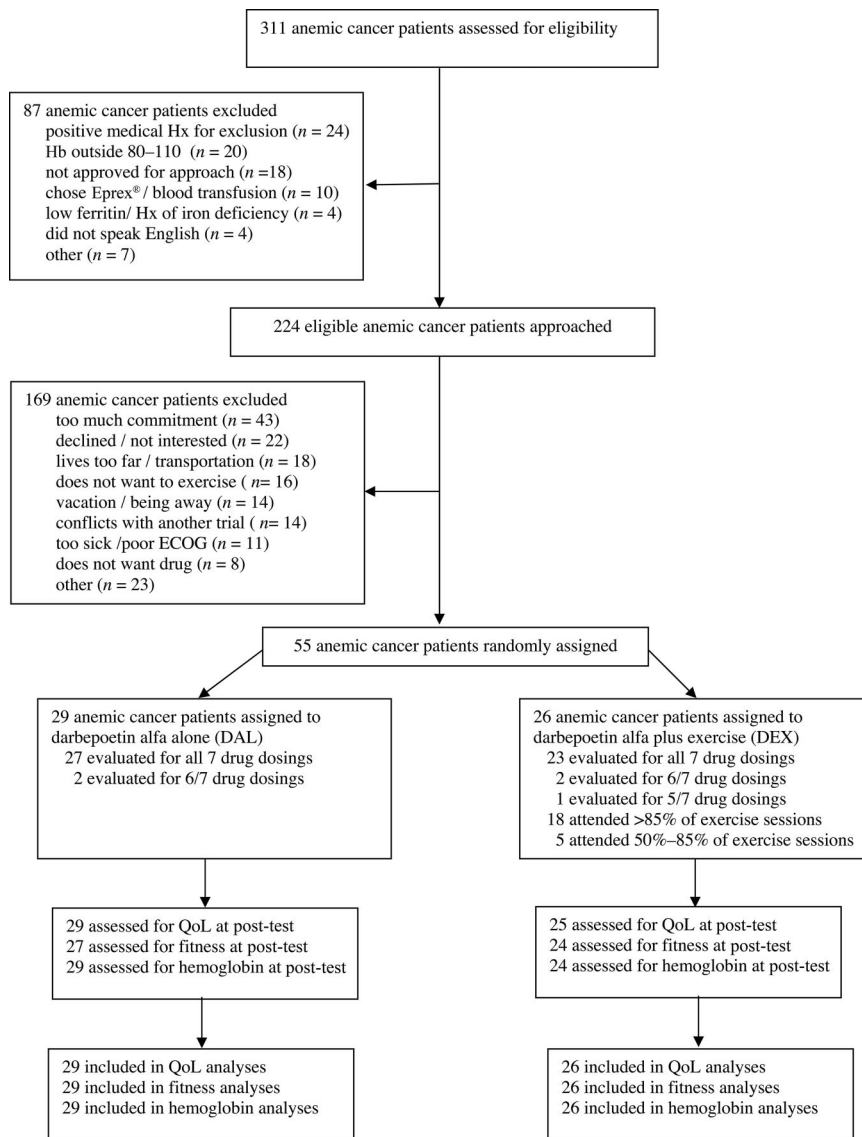 311 anemic cancer patients assessed for eligibility
87 anemic cancer patients excluded
positive medical Hx for exclusion (n = 24)
Hb outside 80–110 (n = 20)
not approved for approach (n =18)
chose Eprex®/ blood transfusion (n = 10)
low ferritin/ Hx of iron deficiency (n = 4)
did not speak English (n = 4)
other (n = 7)
224 eligible anemic cancer patients approached
169 anemic cancer patients excluded
too much commitment (n = 43)
declined / not interested (n = 22)
lives too far / transportation (n = 18)
does not want to exercise ( n= 16)
vacation / being away (n = 14)
conflicts with another trial ( n= 14)
too sick /poor ECOG (n = 11)
does not want drug (n = 8)
other (n = 23)
55 anemic cancer patients randomly assigned
29 anemic cancer patients assigned to
darbepoetin alfa alone (DAL)
27 evaluated for all 7 drug dosings
2 evaluated for 6/7 drug dosings
26 anemic cancer patients assigned to
darbepoetin alfa plus exercise (DEX)
23 evaluated for all 7 drug dosings
2 evaluated for 6/7 drug dosings
1 evaluated for 5/7 drug dosings
18 attended >85% of exercise sessions
5 attended 50%–85% of exercise sessions
29 assessed for QoL at post-test
27 assessed for fitness at post-test
29 assessed for hemoglobin at post-test
25 assessed for QoL at post-test
24 assessed for fitness at post-test
24 assessed for hemoglobin at post-test
29 included in QoL analyses
29 included in fitness analyses
29 included in hemoglobin analyses
26 included in QoL analyses
26 included in fitness analyses
26 included in hemoglobin analyses